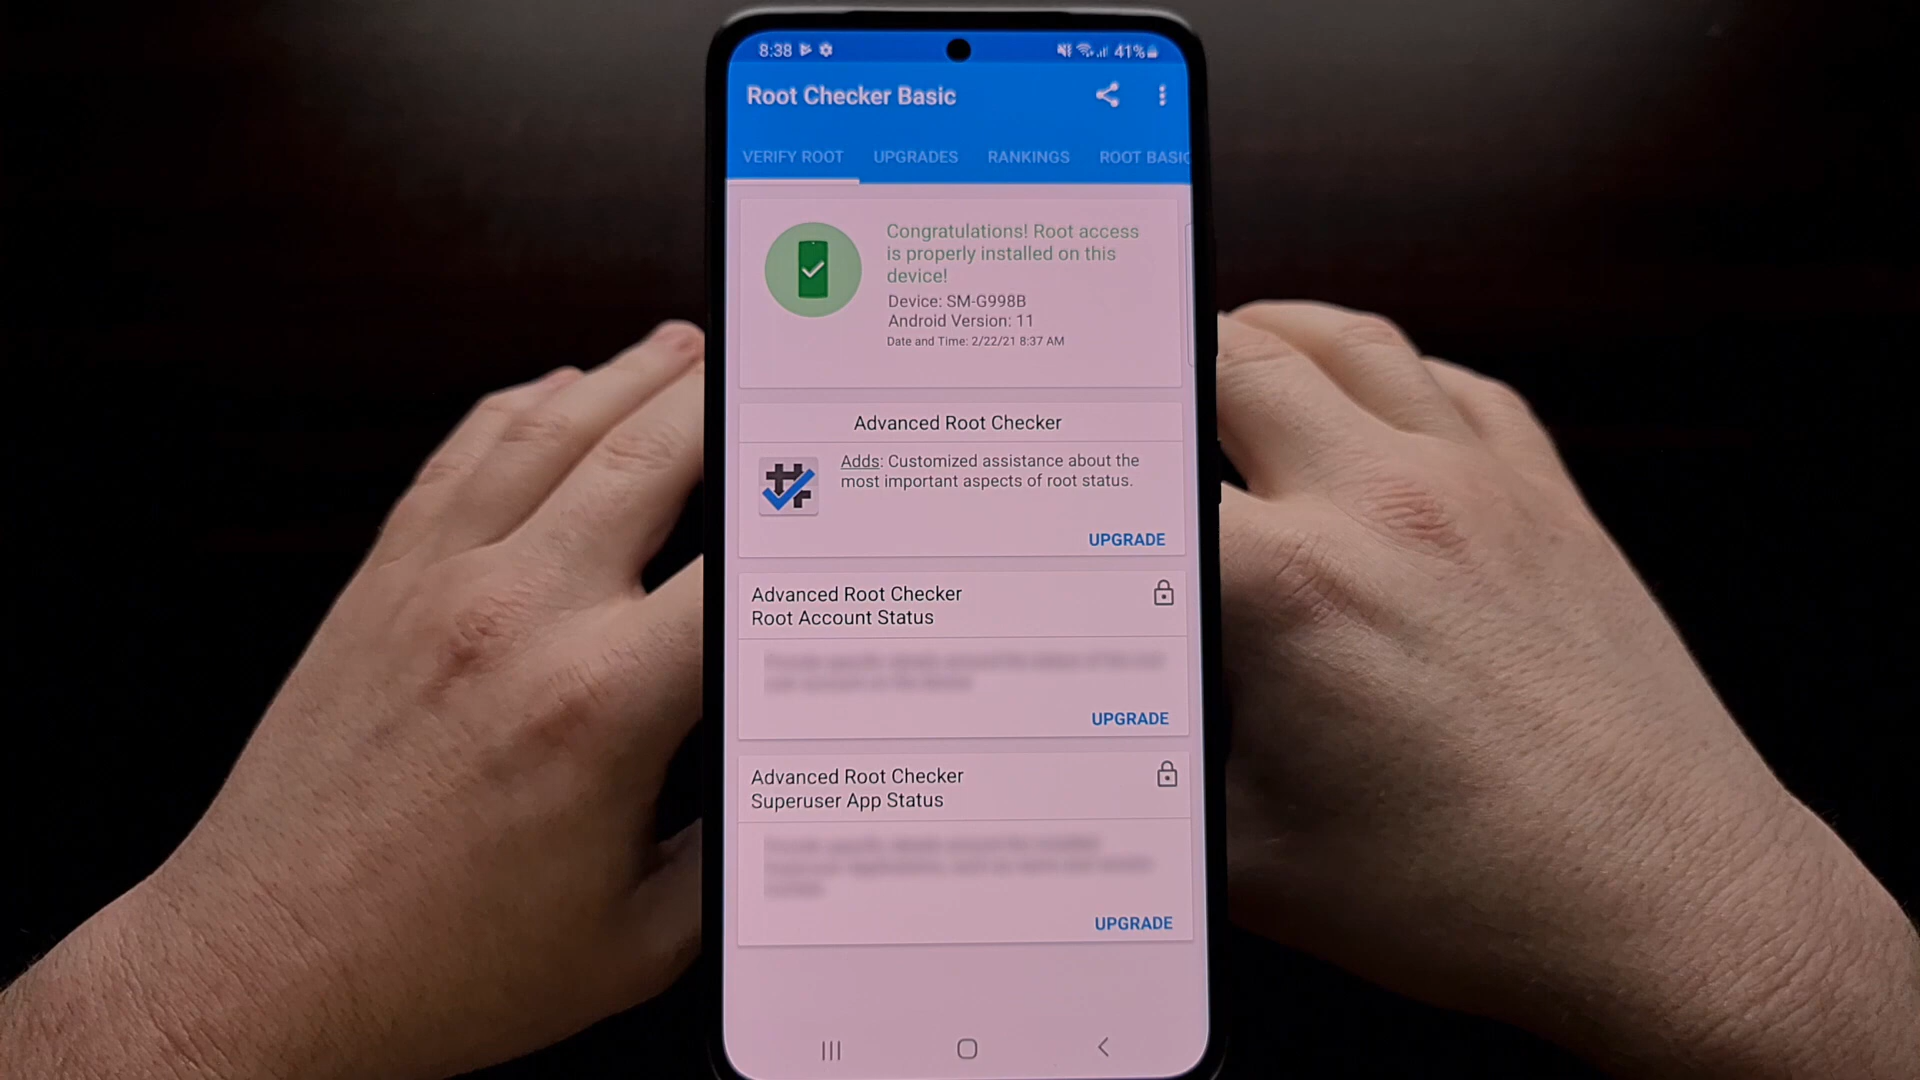 8:38 41%
Root Checker Basic
VERIFY ROOT UPGRADES RANKINGS ROOT BASIC
Congratulations! Root access
is properly installed on this
device!
Device: SM-G998B
Android Version: 11
Date and Time: 2/22/21 8:37 AM
Advanced Root Checker
Adds: Customized assistance about the
most important aspects of root status.
UPGRADE
Advanced Root Checker
Root Account Status
UPGRADE
Advanced Root Checker
Superuser App Status
UPGRADE